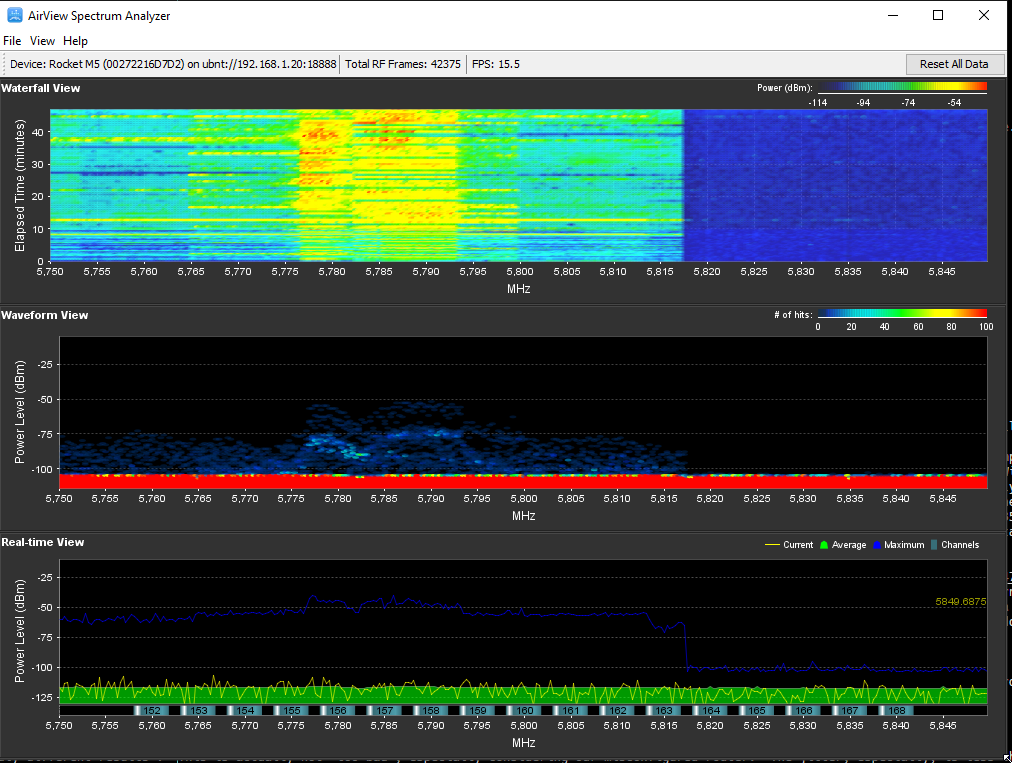 AirView Spectrum Analyzer
File View Help
Device: Rocket M5 (00272216D7D2) on ubnt://192.168.1.20:18888 Total RF Frames: 42375 FPS: 15.5 Reset All Data
Waterfall View Power (dBm):
-114 -94 -74 -54
Elapsed Time (minutes)
40
30
20
10
0
5,750 5,755 5,760 5,765 5,770 5,775 5,780 5,785 5,790 5,795 5,800 5,805 5,810 5,815 5,820 5,825 5,830 5,835 5,840 5,845
MHz
Waveform View # of hits:
0 20 40 60 80 100
Power Level (dBm)
-25
-50
-75
-100
5,750 5,755 5,760 5,765 5,770 5,775 5,780 5,785 5,790 5,795 5,800 5,805 5,810 5,815 5,820 5,825 5,830 5,835 5,840 5,845
MHz
Real-time View Current Average Maximum Channels
Power Level (dBm)
-25
-50
5849.6875
-75
-100
-125
152 153 154 155 156 157 158 159 160 161 162 163 164 165 166 167 168
5,750 5,755 5,760 5,765 5,770 5,775 5,780 5,785 5,790 5,795 5,800 5,805 5,810 5,815 5,820 5,825 5,830 5,835 5,840 5,845
MHz